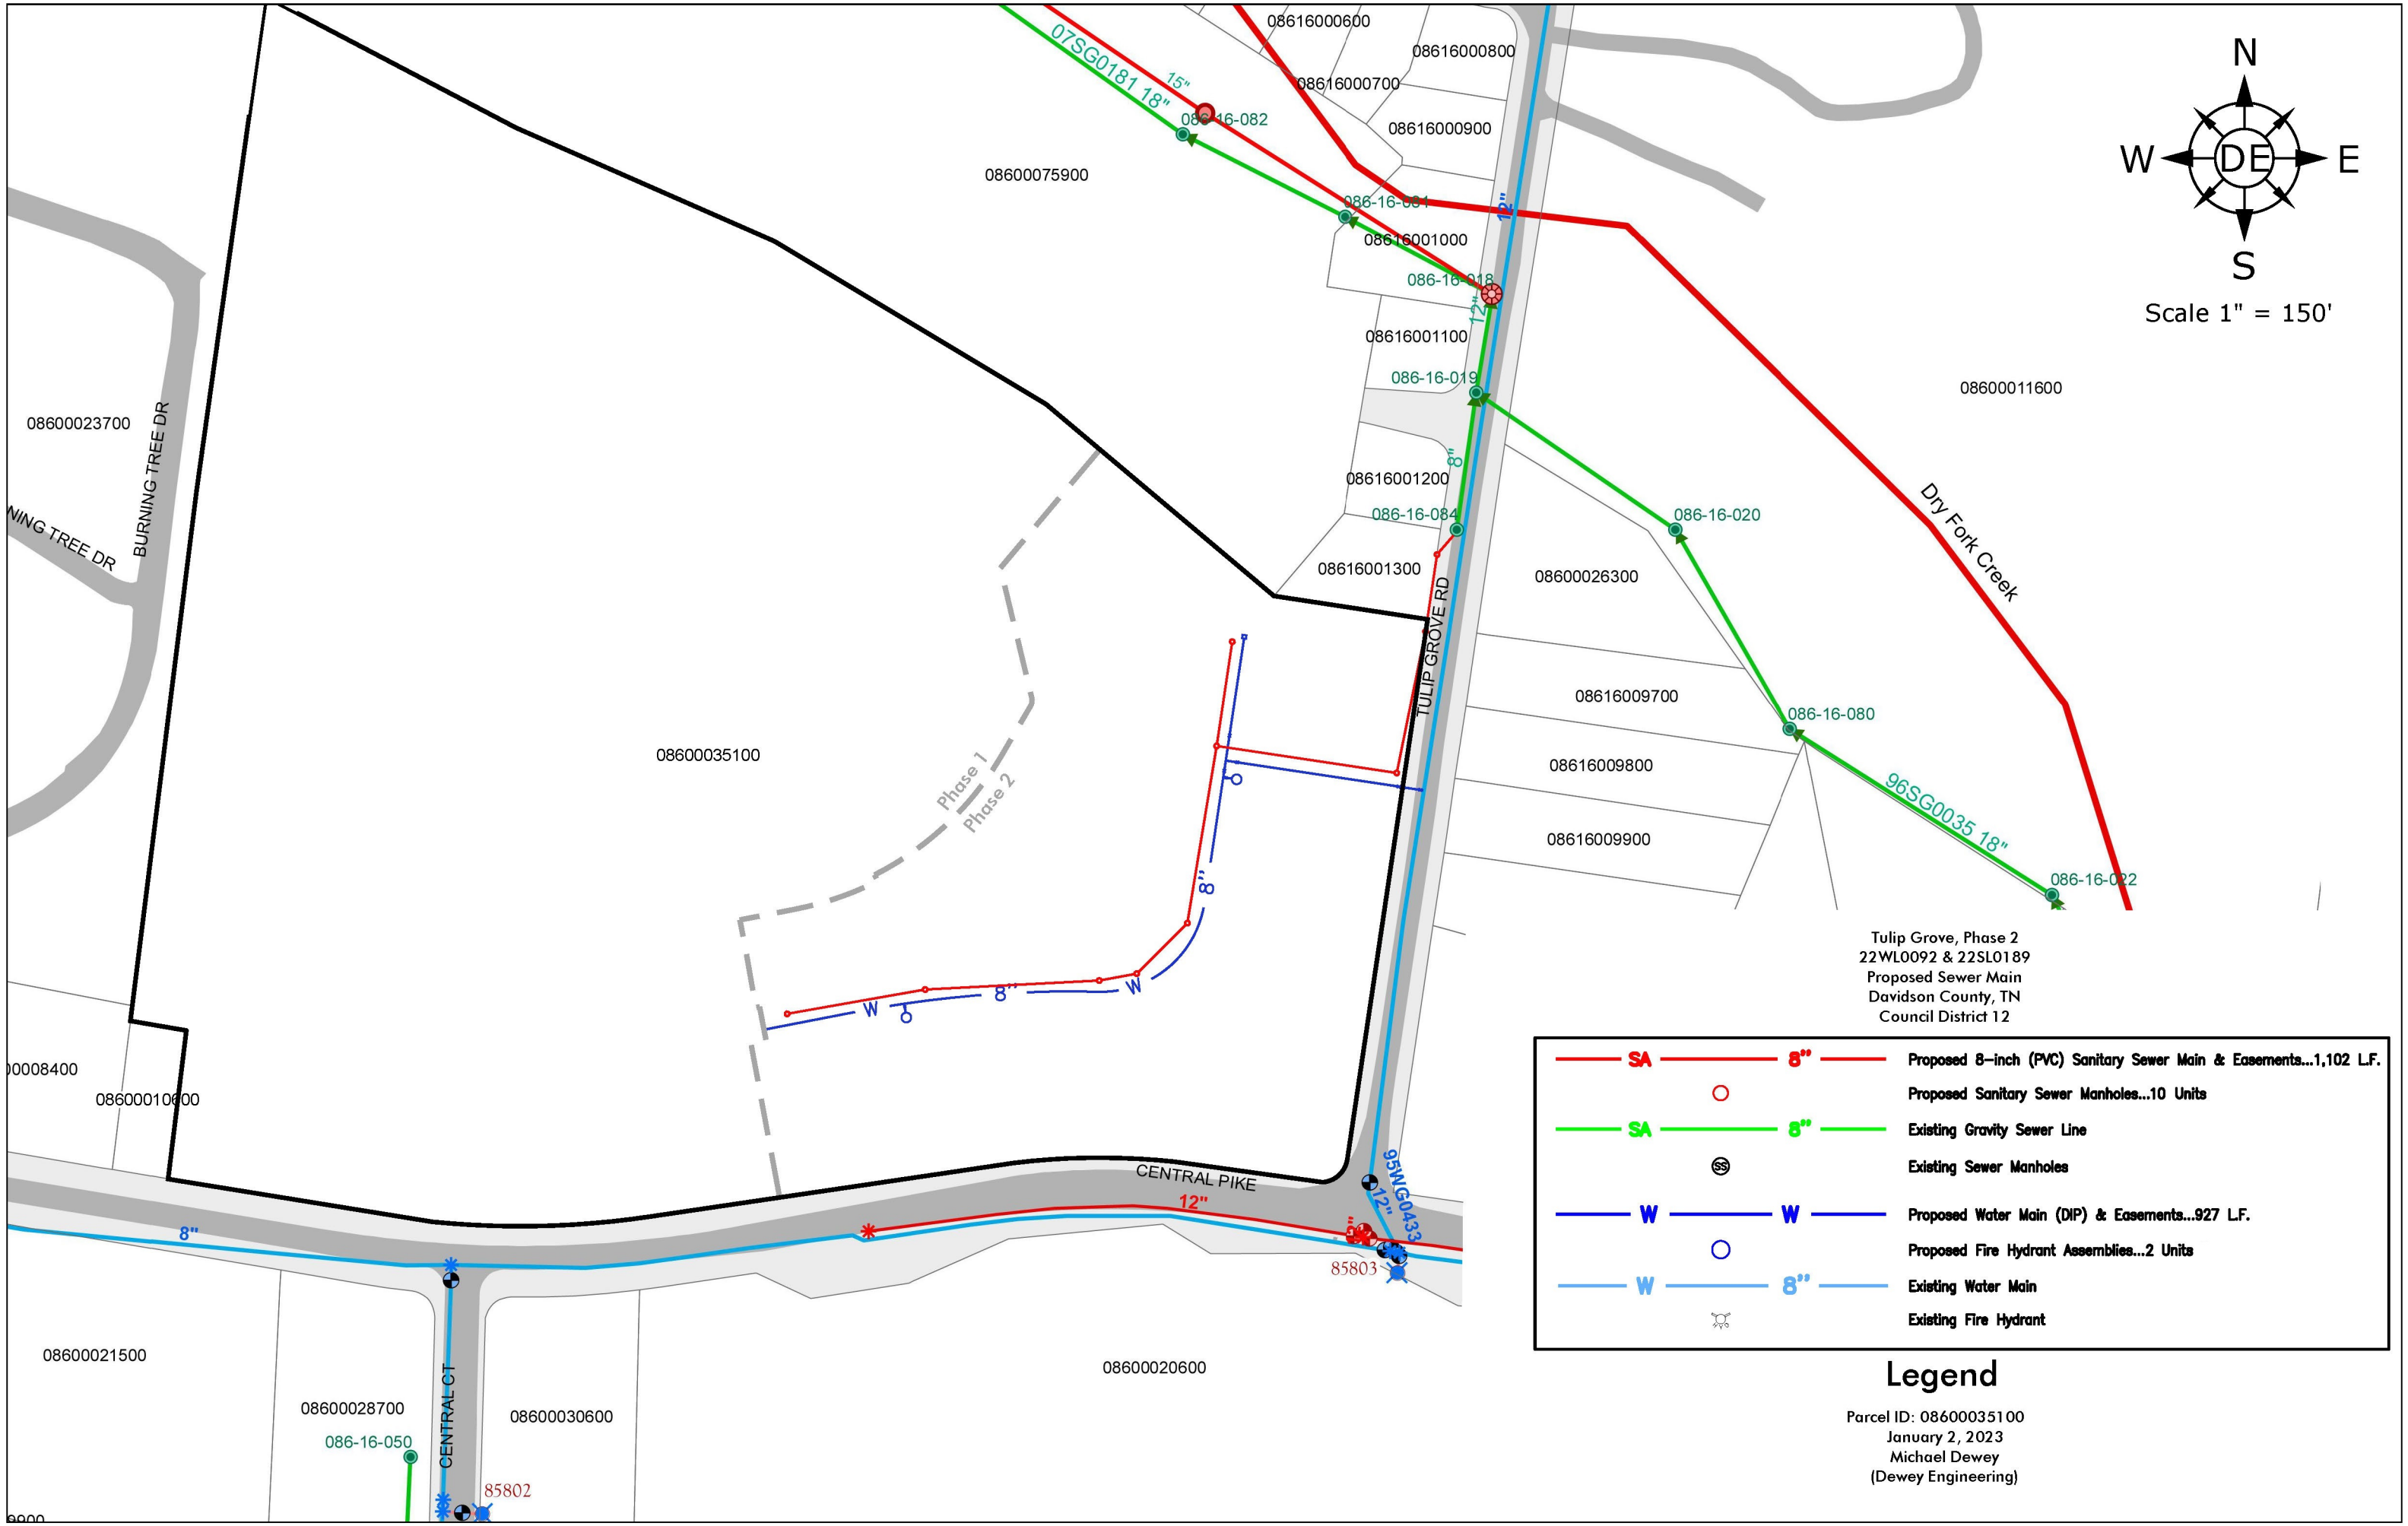 08616000600
07SG0181 18"
15"
08616000800
08616000700
086-16-082
08616000900
08600075900
12"
08616001000
086-16-018
12"
08616001100
086-16-019
08600011600
N
W DE E
S
Scale 1" = 150'
08600023700
BURNING TREE DR
NING TREE DR
8"
08616001200
086-16-084
086-16-020
Dry Fork Creek
08616001300
08600026300
TULIP GROVE RD
08616009700
086-16-080
08600035100
Phase 1
Phase 2
08616009800
96SG0035 18"
08616009900
086-16-022
8"
W 8" W
00008400
08600010600
CENTRAL PIKE
12"
95WG0433
12"
8"
85803
08600021500
CENTRAL CT
08600028700
08600030600
08600020600
086-16-050
85802
9900
Tulip Grove, Phase 2
22WL0092 & 22SL0189
Proposed Sewer Main
Davidson County, TN
Council District 12
SA 8" Proposed 8-inch (PVC) Sanitary Sewer Main & Easements...1,102 L.F.
Proposed Sanitary Sewer Manholes...10 Units
SA 8" Existing Gravity Sewer Line
SS Existing Sewer Manholes
W W Proposed Water Main (DIP) & Easements...927 L.F.
Proposed Fire Hydrant Assemblies...2 Units
W 8" Existing Water Main
Existing Fire Hydrant
Legend
Parcel ID: 08600035100
January 2, 2023
Michael Dewey
(Dewey Engineering)